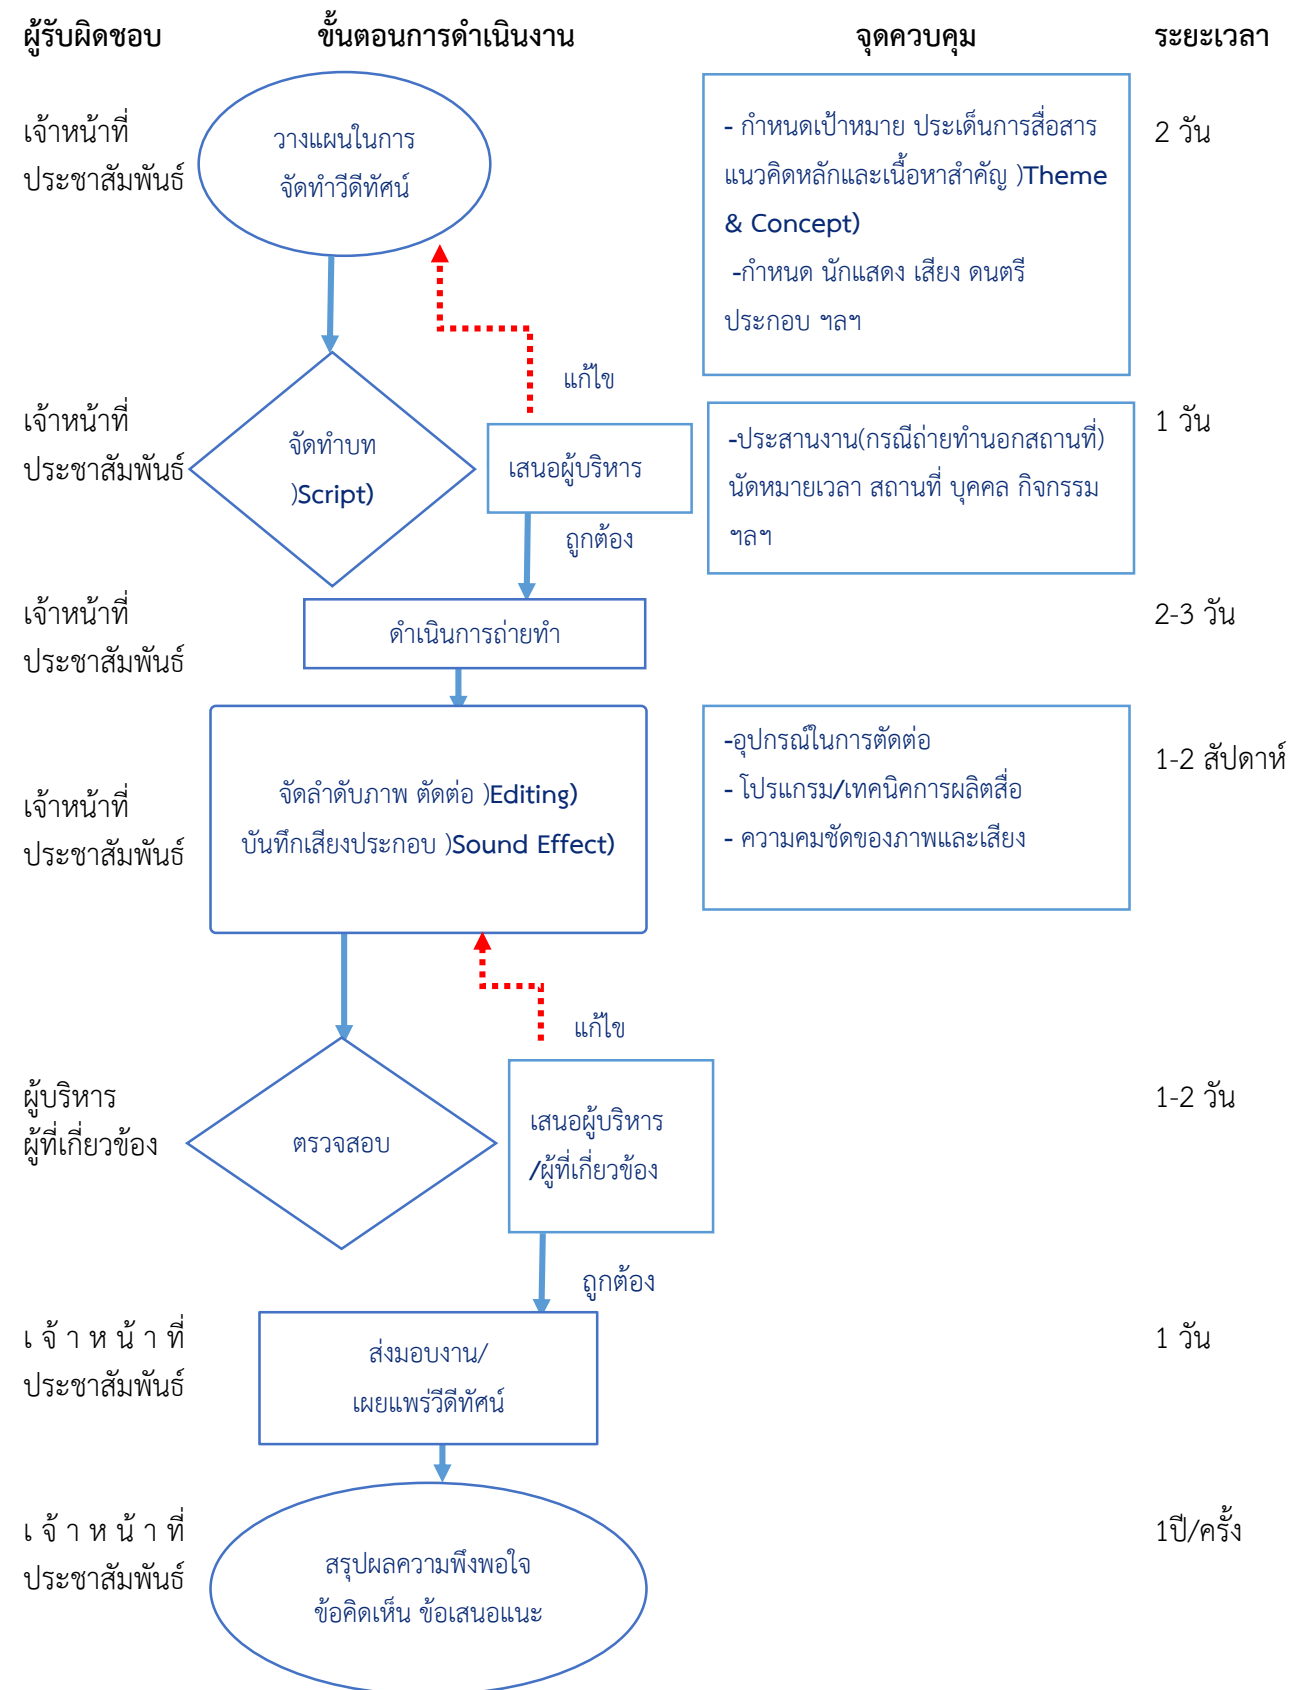 ผู้รับผิดชอบ ขั้นตอนการดำเนินงาน จุดควบคุม ระยะเวลา
เจ้าหน้าที่
ประชาสัมพันธ์
วางแผนในการ
จัดทำวีดีทัศน์
- กำหนดเป้าหมาย ประเด็นการสื่อสาร
แนวคิดหลักและเนื้อหาสำคัญ )Theme
& Concept)
-กำหนด นักแสดง เสียง ดนตรี
ประกอบ ฯลฯ
2 วัน
แก้ไข
เจ้าหน้าที่
ประชาสัมพันธ์
จัดทำบท
)Script)
เสนอผู้บริหาร
-ประสานงาน(กรณีถ่ายทำนอกสถานที่)
นัดหมายเวลา สถานที่ บุคคล กิจกรรม
ฯลฯ
1 วัน
ถูกต้อง
เจ้าหน้าที่
ประชาสัมพันธ์
ดำเนินการถ่ายทำ
2-3 วัน
เจ้าหน้าที่
ประชาสัมพันธ์
จัดลำดับภาพ ตัดต่อ )Editing)
บันทึกเสียงประกอบ )Sound Effect)
-อุปกรณ์ในการตัดต่อ
- โปรแกรม/เทคนิคการผลิตสื่อ
- ความคมชัดของภาพและเสียง
1-2 สัปดาห์
แก้ไข
ผู้บริหาร
ผู้ที่เกี่ยวข้อง
ตรวจสอบ
เสนอผู้บริหาร
/ผู้ที่เกี่ยวข้อง
1-2 วัน
ถูกต้อง
เจ้าหน้าที่
ประชาสัมพันธ์
ส่งมอบงาน/
เผยแพร่วีดีทัศน์
1 วัน
เจ้าหน้าที่
ประชาสัมพันธ์
สรุปผลความพึงพอใจ
ข้อคิดเห็น ข้อเสนอแนะ
1ปี/ครั้ง